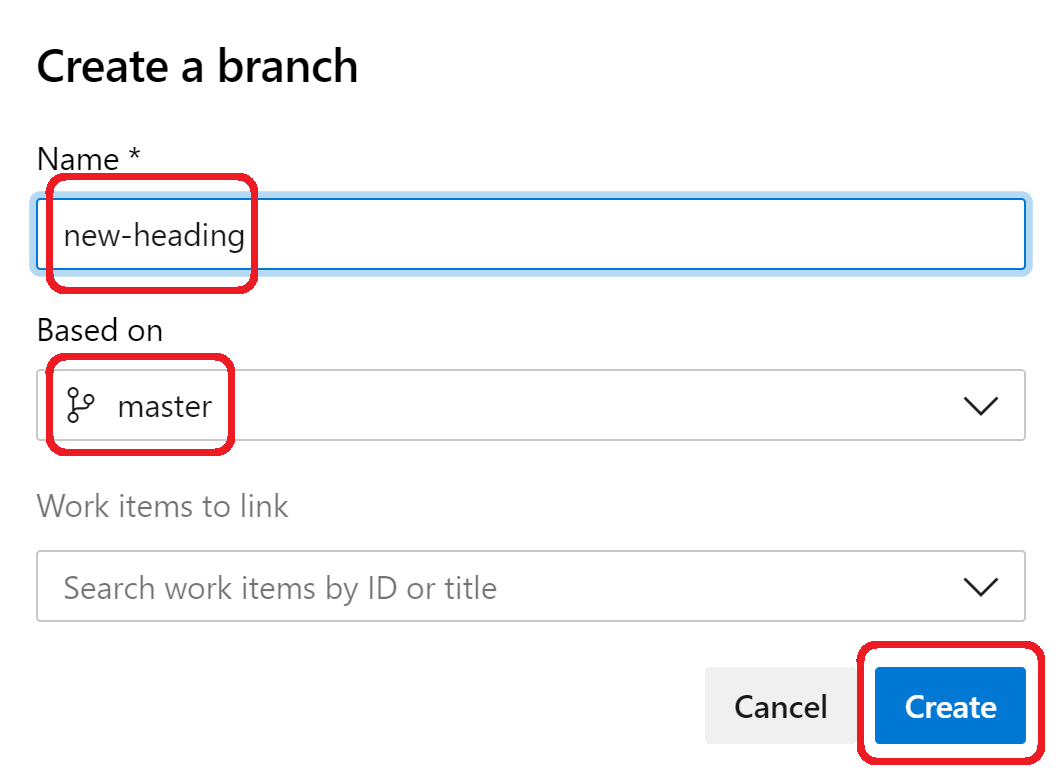 Create a branch
Name *
new-heading
Based on
master
Work items to link
Search work items by ID or title
Cancel
Create